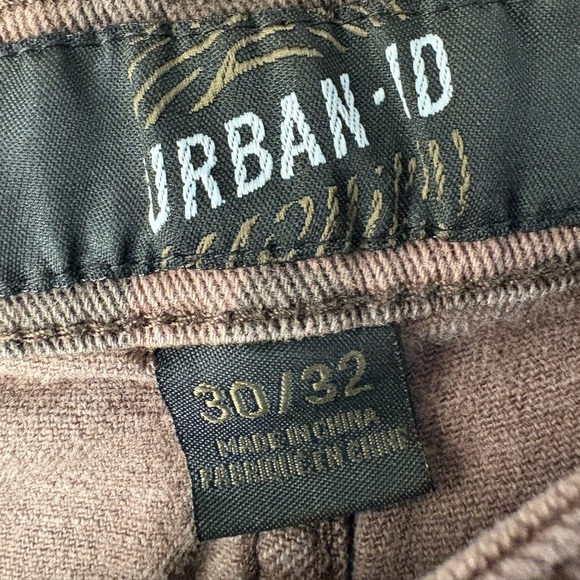 URBAN-ID
30/32
MADE IN CHINA
FABRIQUÉ EN CHINE